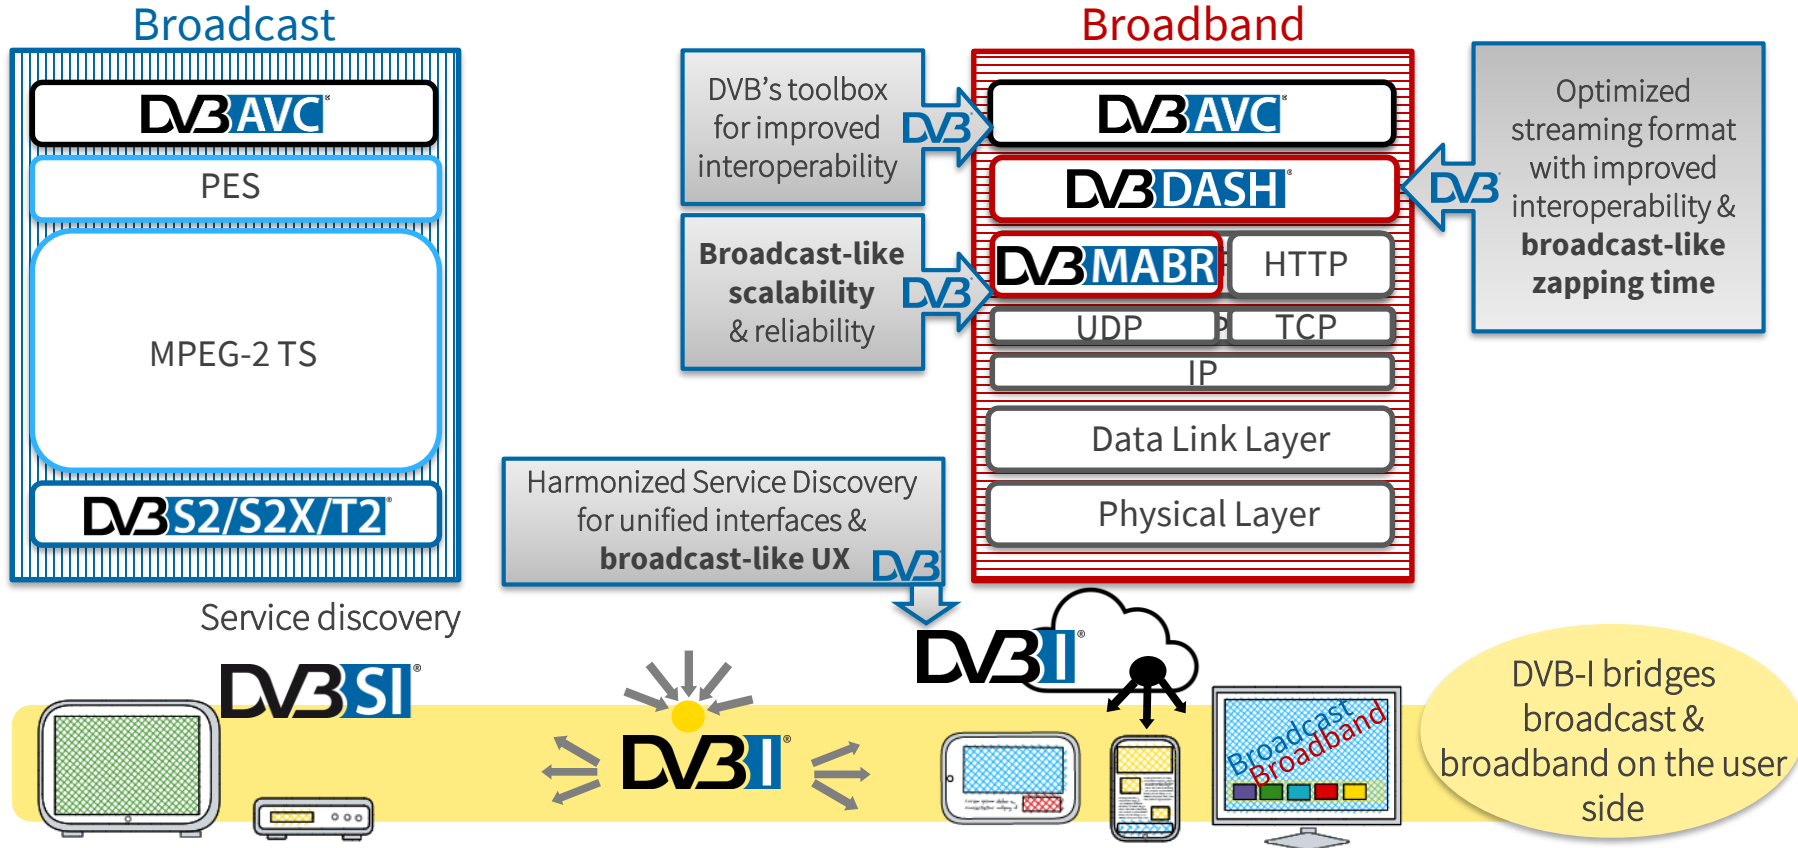 Broadcast
DVB AVC®
PES
MPEG-2 TS
DVB S2/S2X/T2®
Service discovery
DVB SI®
Broadband
DVB's toolbox
for improved
interoperability
DVB
Broadcast-like
scalability
& reliability
DVB
DVB AVC®
DVB DASH®
DVB MABR
HTTP
UDP
P
TCP
IP
Data Link Layer
Physical Layer
Optimized
streaming format
with improved
interoperability &
broadcast-like
zapping time
DVB
Harmonized Service Discovery
for unified interfaces &
broadcast-like UX
DVB
DVB I®
DVB I®
Broadcast
Broadband
DVB-I bridges
broadcast &
broadband on the user
side